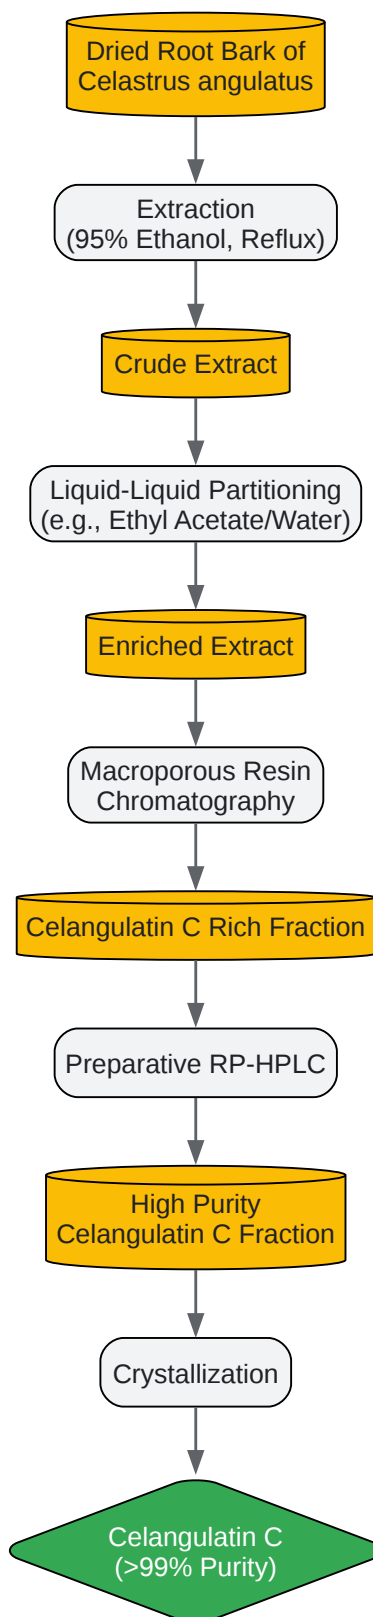 Dried Root Bark of
Celastrus angulatus
Extraction
(95% Ethanol, Reflux)
Crude Extract
Liquid-Liquid Partitioning
(e.g., Ethyl Acetate/Water)
Enriched Extract
Macroporous Resin
Chromatography
Celangulatin C Rich Fraction
Preparative RP-HPLC
High Purity
Celangulatin C Fraction
Crystallization
Celangulatin C
(>99% Purity)